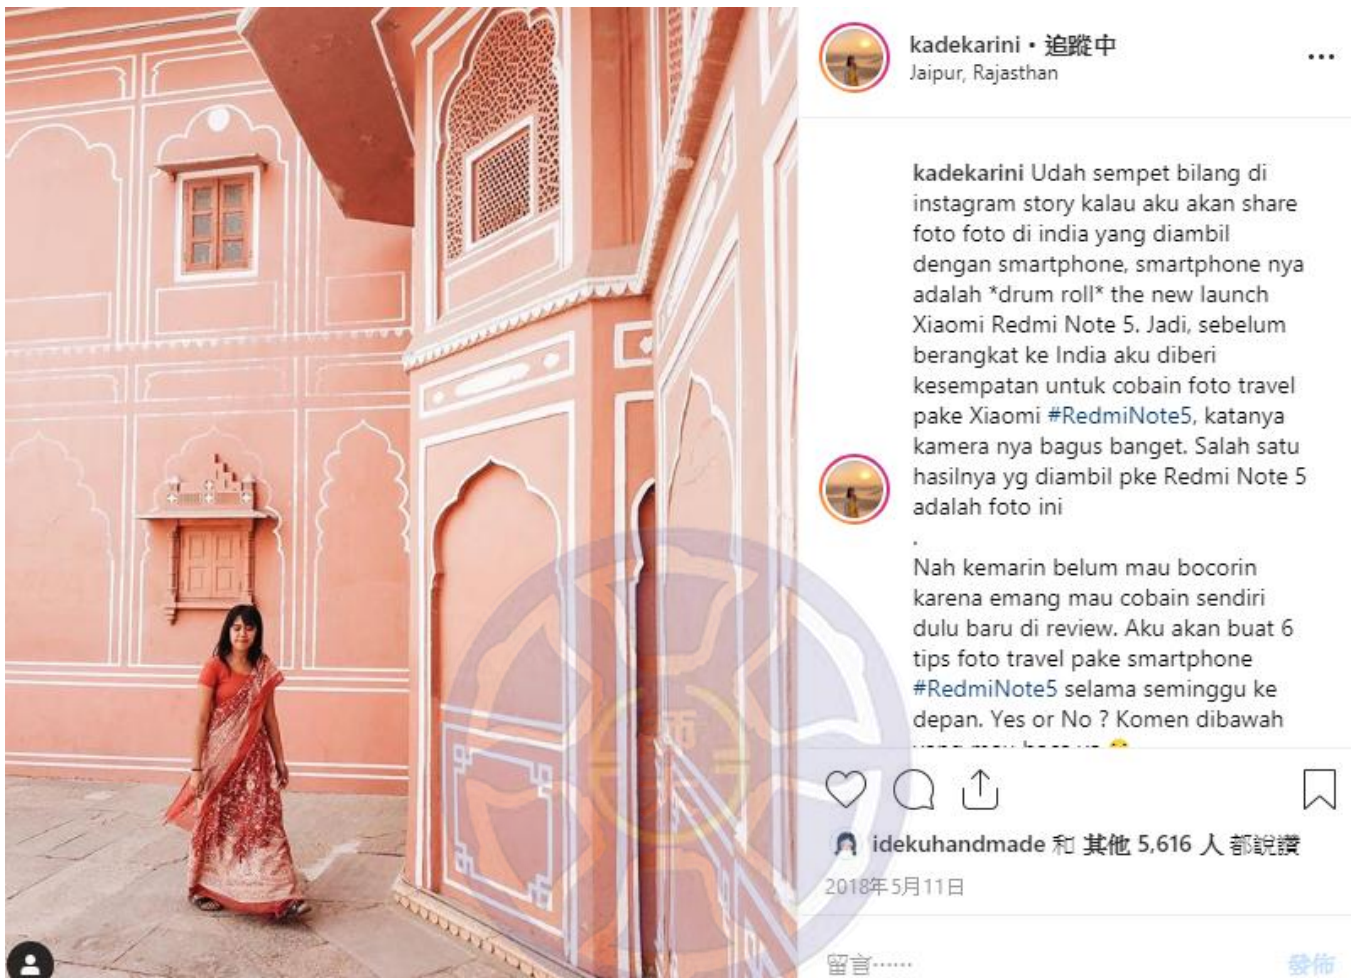 kadekarini • 追蹤中
Jaipur, Rajasthan
kadekarini Udah sempet bilang di
instagram story kalau aku akan share
foto foto di india yang diambil
dengan smartphone, smartphone nya
adalah *drum roll* the new launch
Xiaomi Redmi Note 5. Jadi, sebelum
berangkat ke India aku diberi
kesempatan untuk cobain foto travel
pake Xiaomi #RedmiNote5, katanya
kamera nya bagus banget. Salah satu
hasilnya yg diambil pke Redmi Note 5
adalah foto ini
.
Nah kemarin belum mau bocorin
karena emang mau cobain sendiri
dulu baru di review. Aku akan buat 6
tips foto travel pake smartphone
#RedmiNote5 selama seminggu ke
depan. Yes or No ? Komen dibawah
idekuhandmade 和 其他 5,616 人 都說讚
2018年5月11日
留言……
發佈